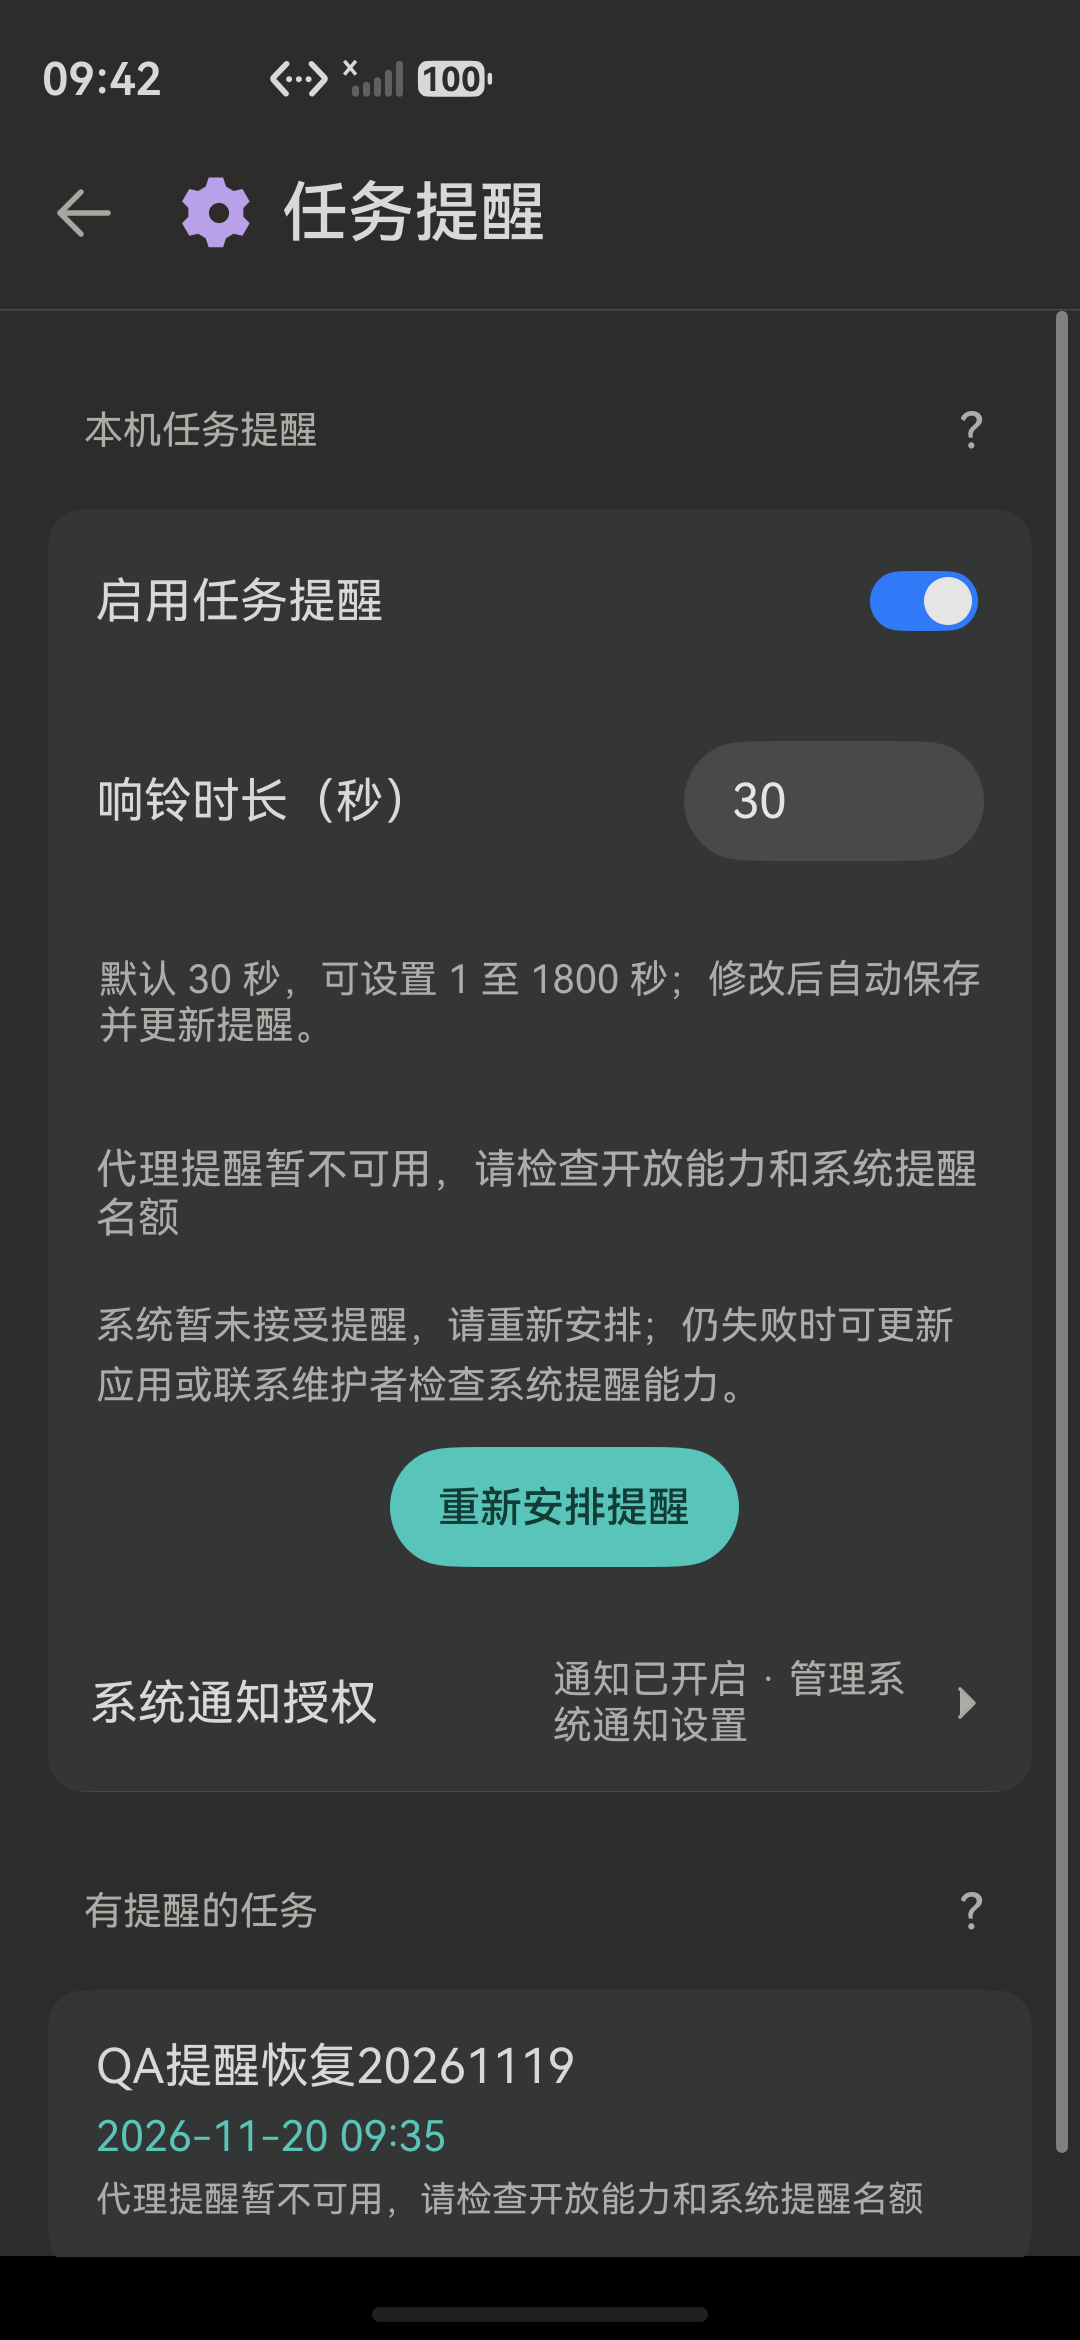 09:42
100
任务提醒
本机任务提醒
?
启用任务提醒
响铃时长（秒）
30
默认 30 秒，可设置 1 至 1800 秒；修改后自动保存
并更新提醒。
代理提醒暂不可用，请检查开放能力和系统提醒
名额
系统暂未接受提醒，请重新安排；仍失败时可更新
应用或联系维护者检查系统提醒能力。
重新安排提醒
系统通知授权
通知已开启 · 管理系
统通知设置
有提醒的任务
?
QA提醒恢复20261119
2026-11-20 09:35
代理提醒暂不可用，请检查开放能力和系统提醒名额